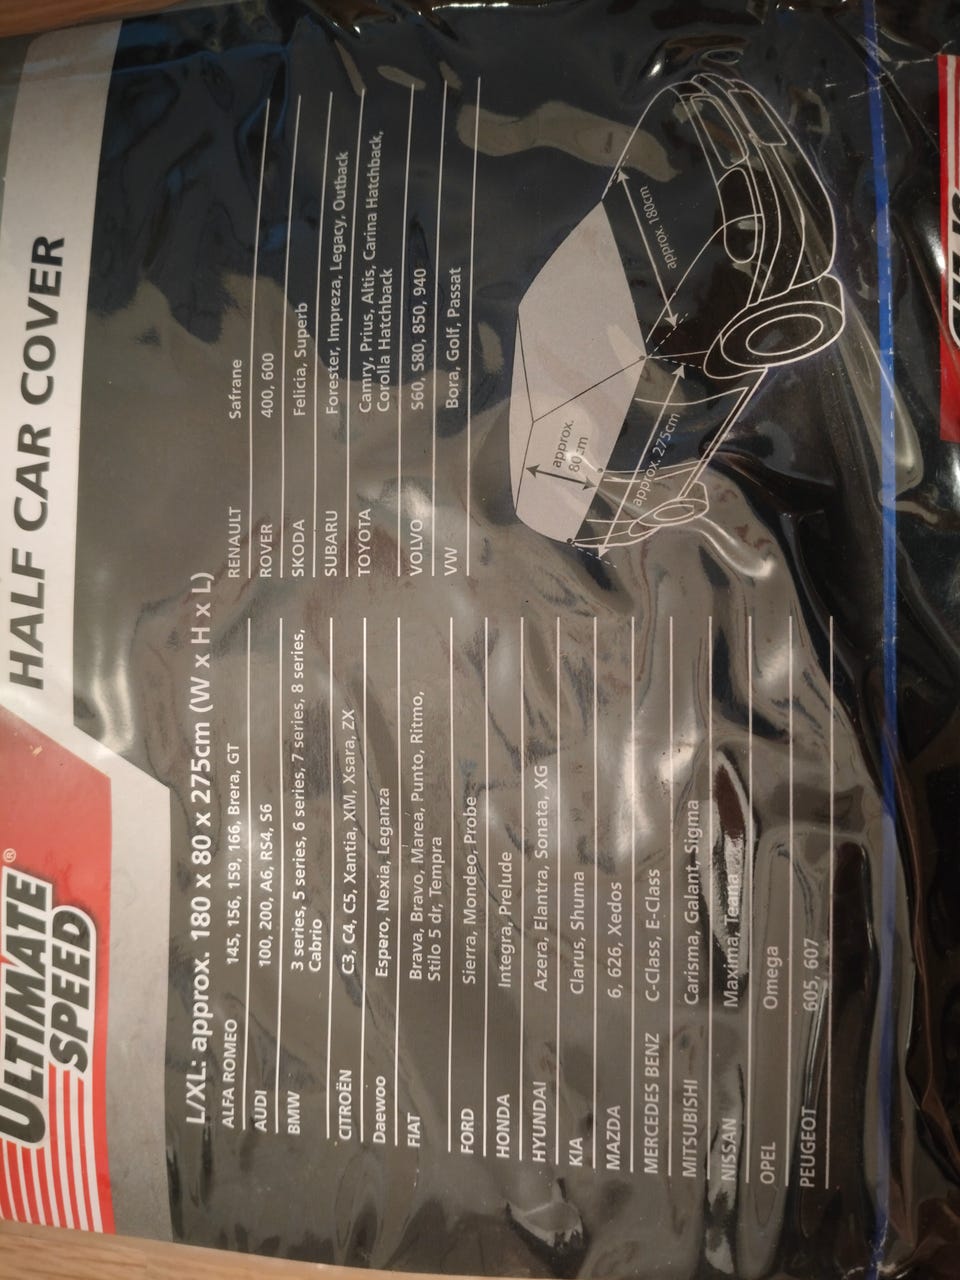 ULTIMATE ®
SPEED
HALF CAR COVER
L/XL: approx. 180 x 80 x 275cm (W x H x L)
ALFA ROMEO 145, 156, 159, 166, Brera, GT
AUDI 100, 200, A6, RS4, S6
BMW 3 series, 5 series, 6 series, 7 series, 8 series,
Cabrio
CITROËN C3, C4, C5, Xantia, XM, Xsara, ZX
Daewoo Espero, Nexia, Leganza
FIAT Brava, Bravo, Marea, Punto, Ritmo,
Stilo 5 dr, Tempra
FORD Sierra, Mondeo, Probe
HONDA Integra, Prelude
HYUNDAI Azera, Elantra, Sonata, XG
KIA Clarus, Shuma
MAZDA 6, 626, Xedos
MERCEDES BENZ C-Class, E-Class
MITSUBISHI Carisma, Galant, Sigma
NISSAN Maxima, Teana
OPEL Omega
PEUGEOT 605, 607
RENAULT Safrane
ROVER 400, 600
SKODA Felicia, Superb
SUBARU Forester, Impreza, Legacy, Outback
TOYOTA Camry, Prius, Altis, Carina Hatchback,
Corolla Hatchback
VOLVO S60, S80, 850, 940
VW Bora, Golf, Passat
approx.
80cm
approx. 275cm
approx. 180cm